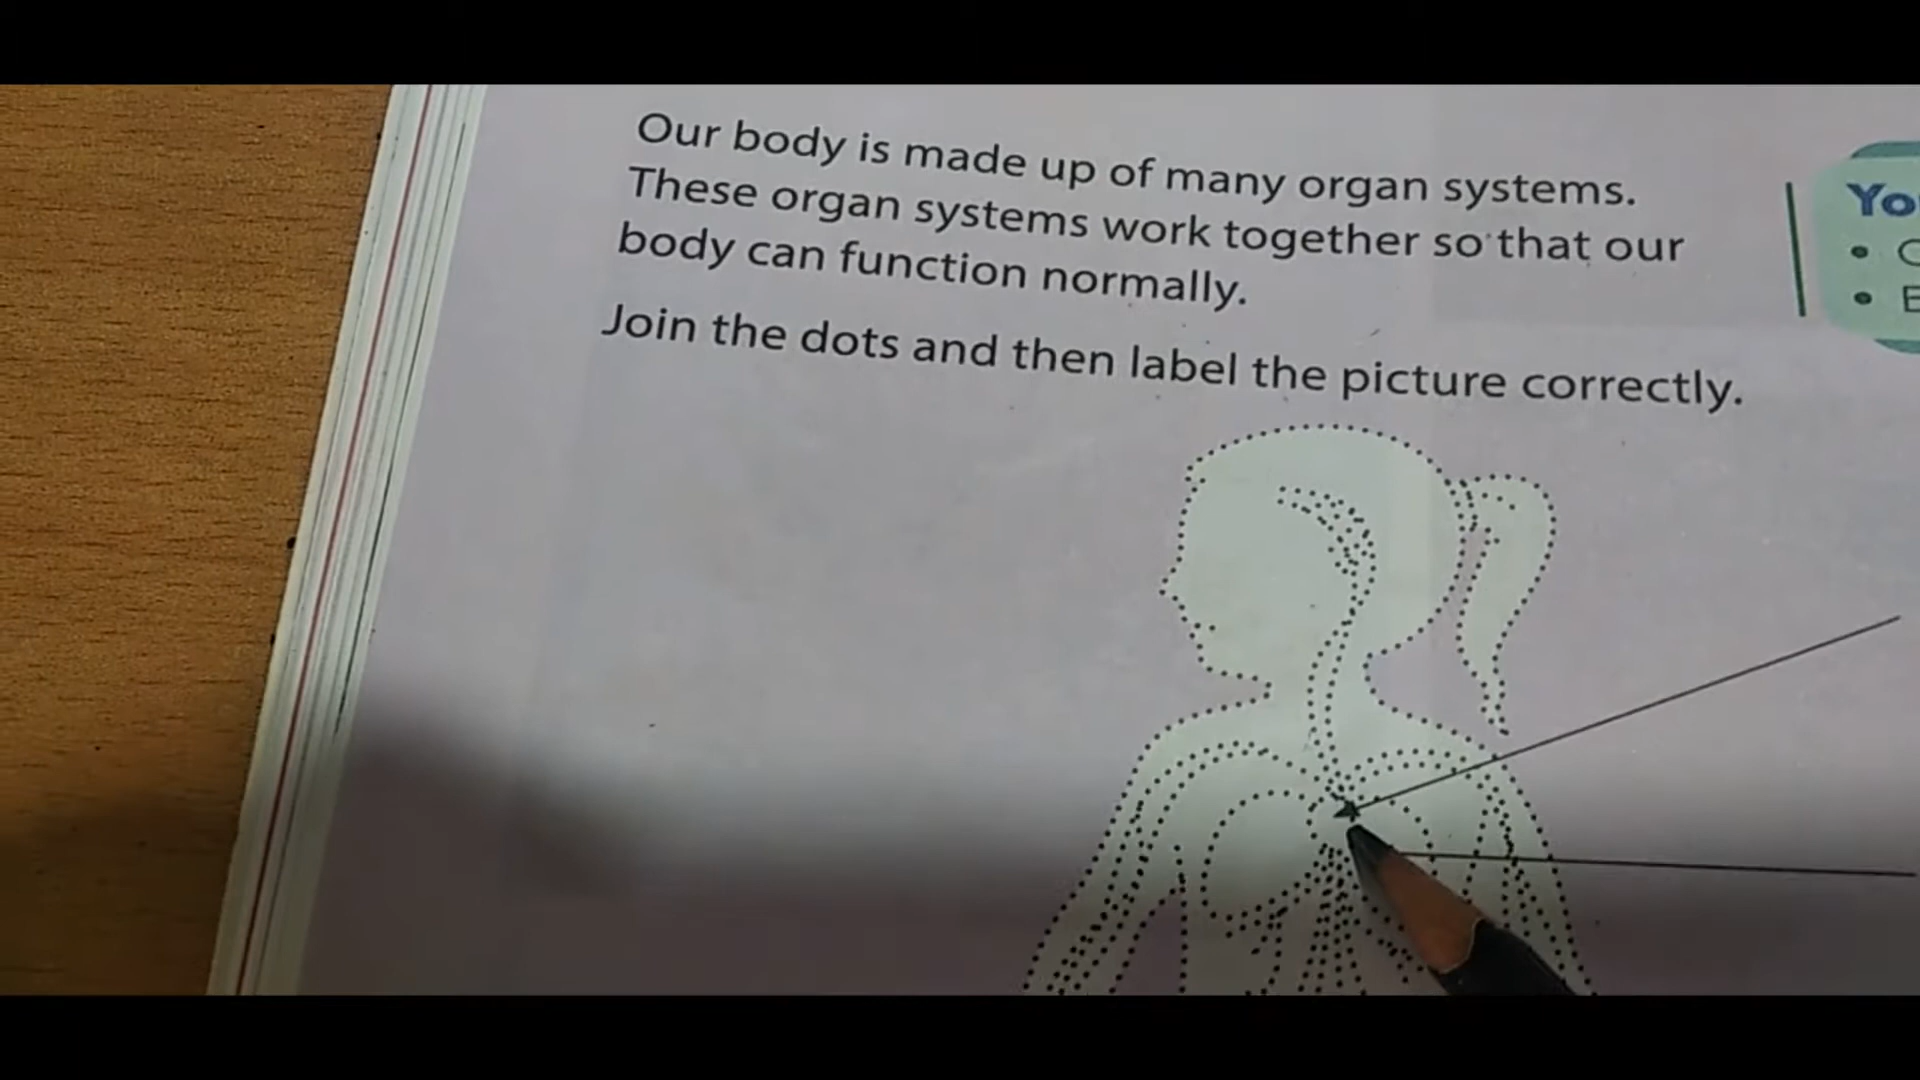 Our body is made up of many organ systems.
These organ systems work together so that our
body can function normally.
Join the dots and then label the picture correctly.